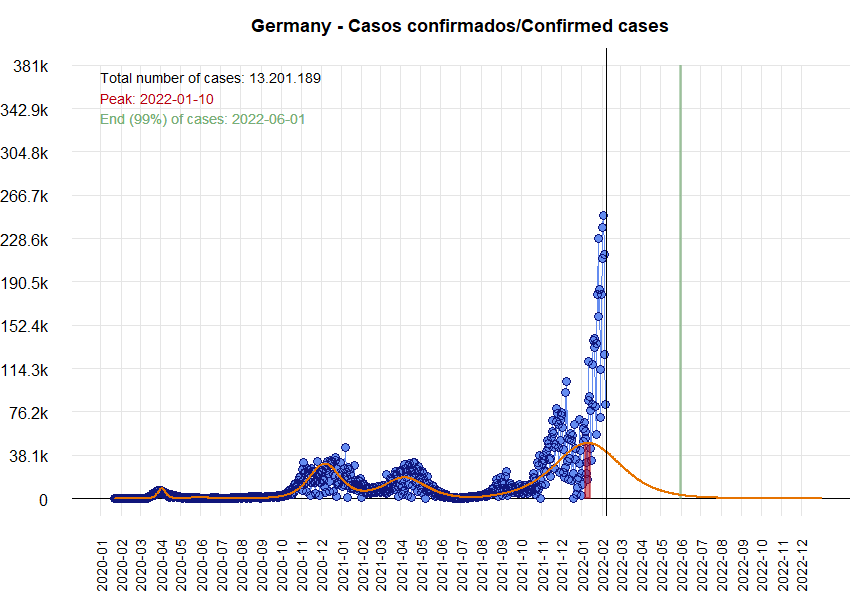 Germany - Casos confirmados/Confirmed cases
381k
Total number of cases: 13.201.189
Peak: 2022-01-10
342.9k
End (99%) of cases: 2022-06-01
304.8k
266.7k
228.6k
190.5k
152.4k
114.3k
76.2k
38.1k
0
2020-01
2020-02
2020-03
2020-04
2020-05
2020-06
2020-07
2020-08
2020-09
2020-10
2020-11
2020-12
2021-01
2021-02
2021-03
2021-04
2021-05
2021-06
2021-07
2021-08
2021-09
2021-10
2021-11
2021-12
2022-01
2022-02
2022-03
2022-04
2022-05
2022-06
2022-07
2022-08
2022-09
2022-10
2022-11
2022-12